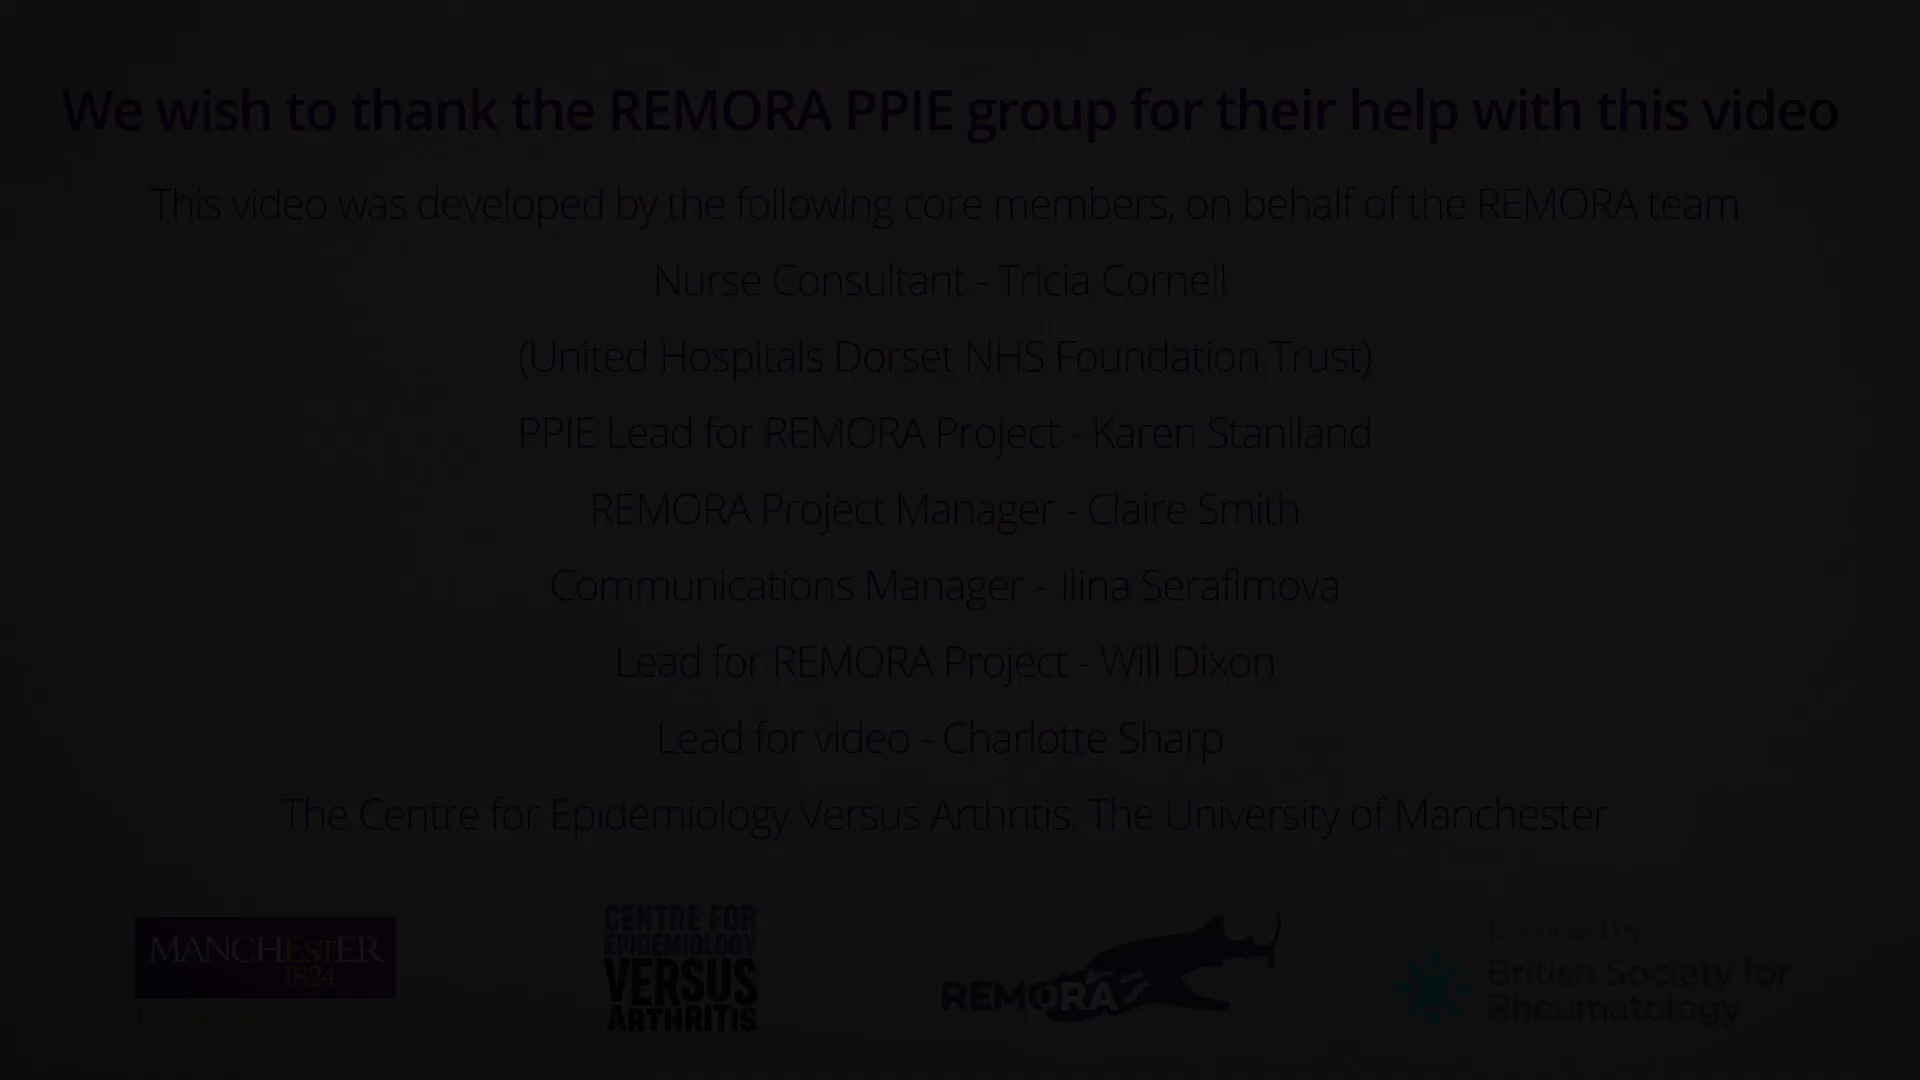 We wish to thank the REMORA PPIE group for their help with this video
This video was developed by the following core members, on behalf of the REMORA team
Nurse Consultant - Tricia Cornell
(United Hospitals Dorset NHS Foundation Trust)
PPIE Lead for REMORA Project - Karen Staniland
REMORA Project Manager - Claire Smith
Communications Manager - Ilina Serafimova
Lead for REMORA Project - Will Dixon
Lead for video - Charlotte Sharp
The Centre for Epidemiology Versus Arthritis, The University of Manchester
MANCHESTER
1824
CENTRE FOR
EPIDEMIOLOGY
VERSUS
ARTHRITIS
REMORA
Endorsed by
British Society for
Rheumatology